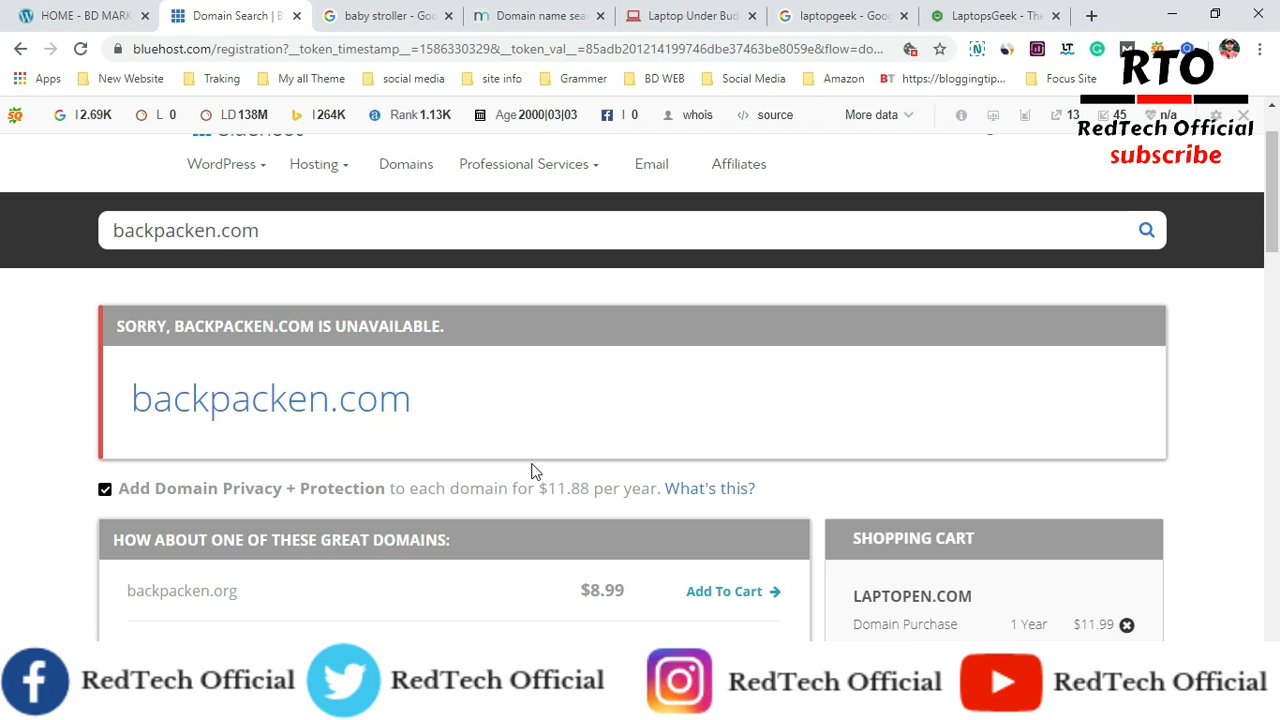 HOME - BD MARK
Domain Search | B
baby stroller - Goo
Domain name sea
Laptop Under Bud
laptopgeek - Goog
LaptopsGeek - The
bluehost.com/registration?__token_timestamp__=1586330329&__token_val__=85adb201214199746dbe37463be8059e&flow=do...
Apps
New Website
Traking
My all Theme
social me
Seo info
Grammer
BD WEB
Social Media
Amazon
BT https://bloggingtip...
Focus Site
RTO
RedTech Official
subscribe
I 2.69K
L 0
LD 138M
I 264K
Rank 1.13K
Age 2000|03|03
I 0
whois
source
More data
13
45
n/a
WordPress
Hosting
Domains
Professional Services
Email
Affiliates
backpacken.com
SORRY, BACKPACKEN.COM IS UNAVAILABLE.
backpacken.com
Add Domain Privacy + Protection to each domain for $11.88 per year. What's this?
HOW ABOUT ONE OF THESE GREAT DOMAINS:
backpacken.org $8.99 Add To Cart
SHOPPING CART
LAPTOPEN.COM
Domain Purchase 1 Year $11.99
RedTech Official
RedTech Official
RedTech Official
RedTech Official